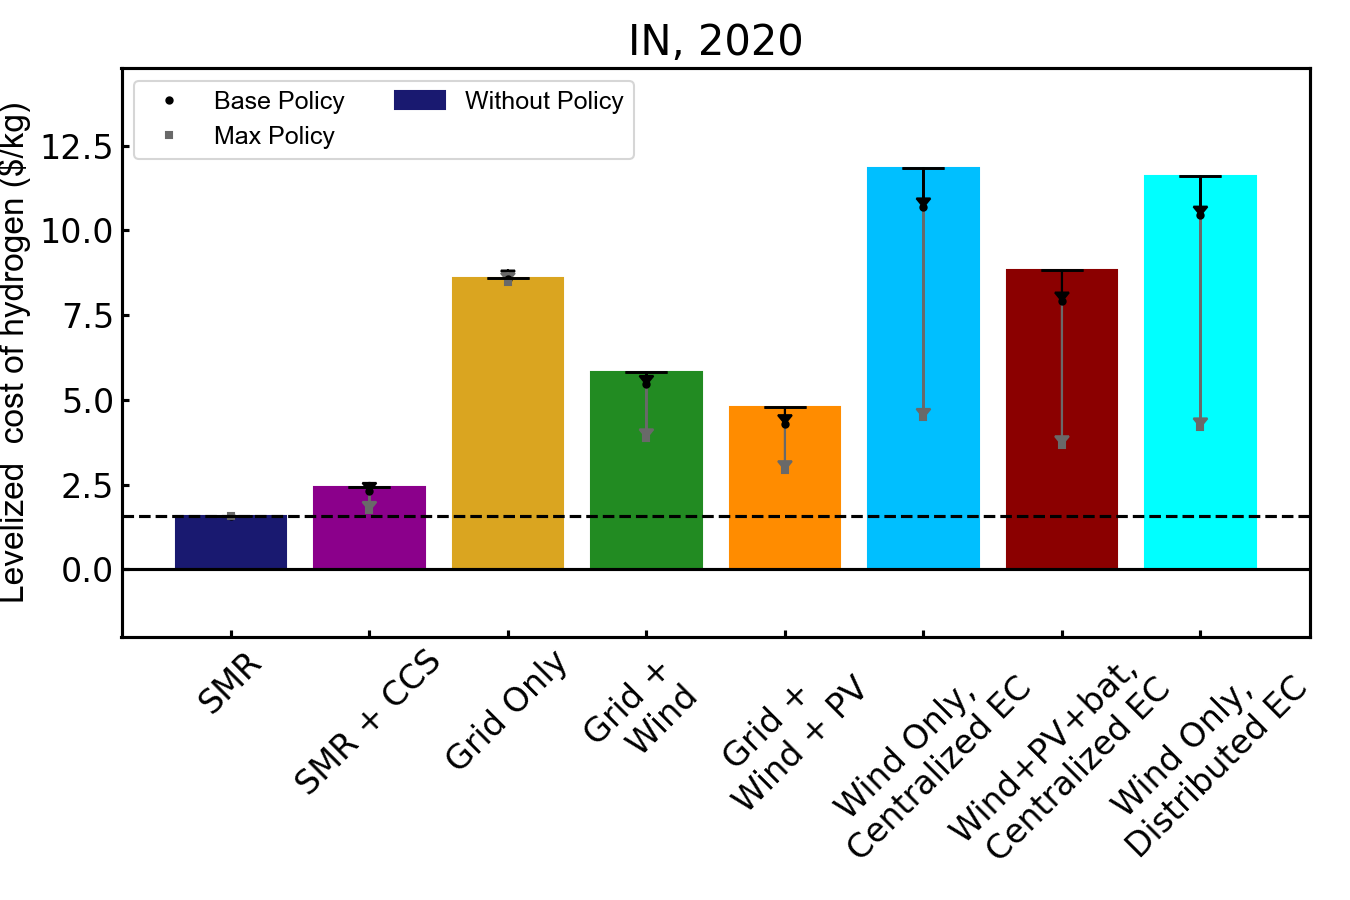 IN, 2020
Base Policy
Max Policy
Without Policy
Levelized cost of hydrogen ($/kg)
12.5
10.0
7.5
5.0
2.5
0.0
SMR
SMR + CCS
Grid Only
Grid +
Wind
Grid +
Wind + PV
Wind Only,
Centralized EC
Wind+PV+bat,
Centralized EC
Wind Only,
Distributed EC